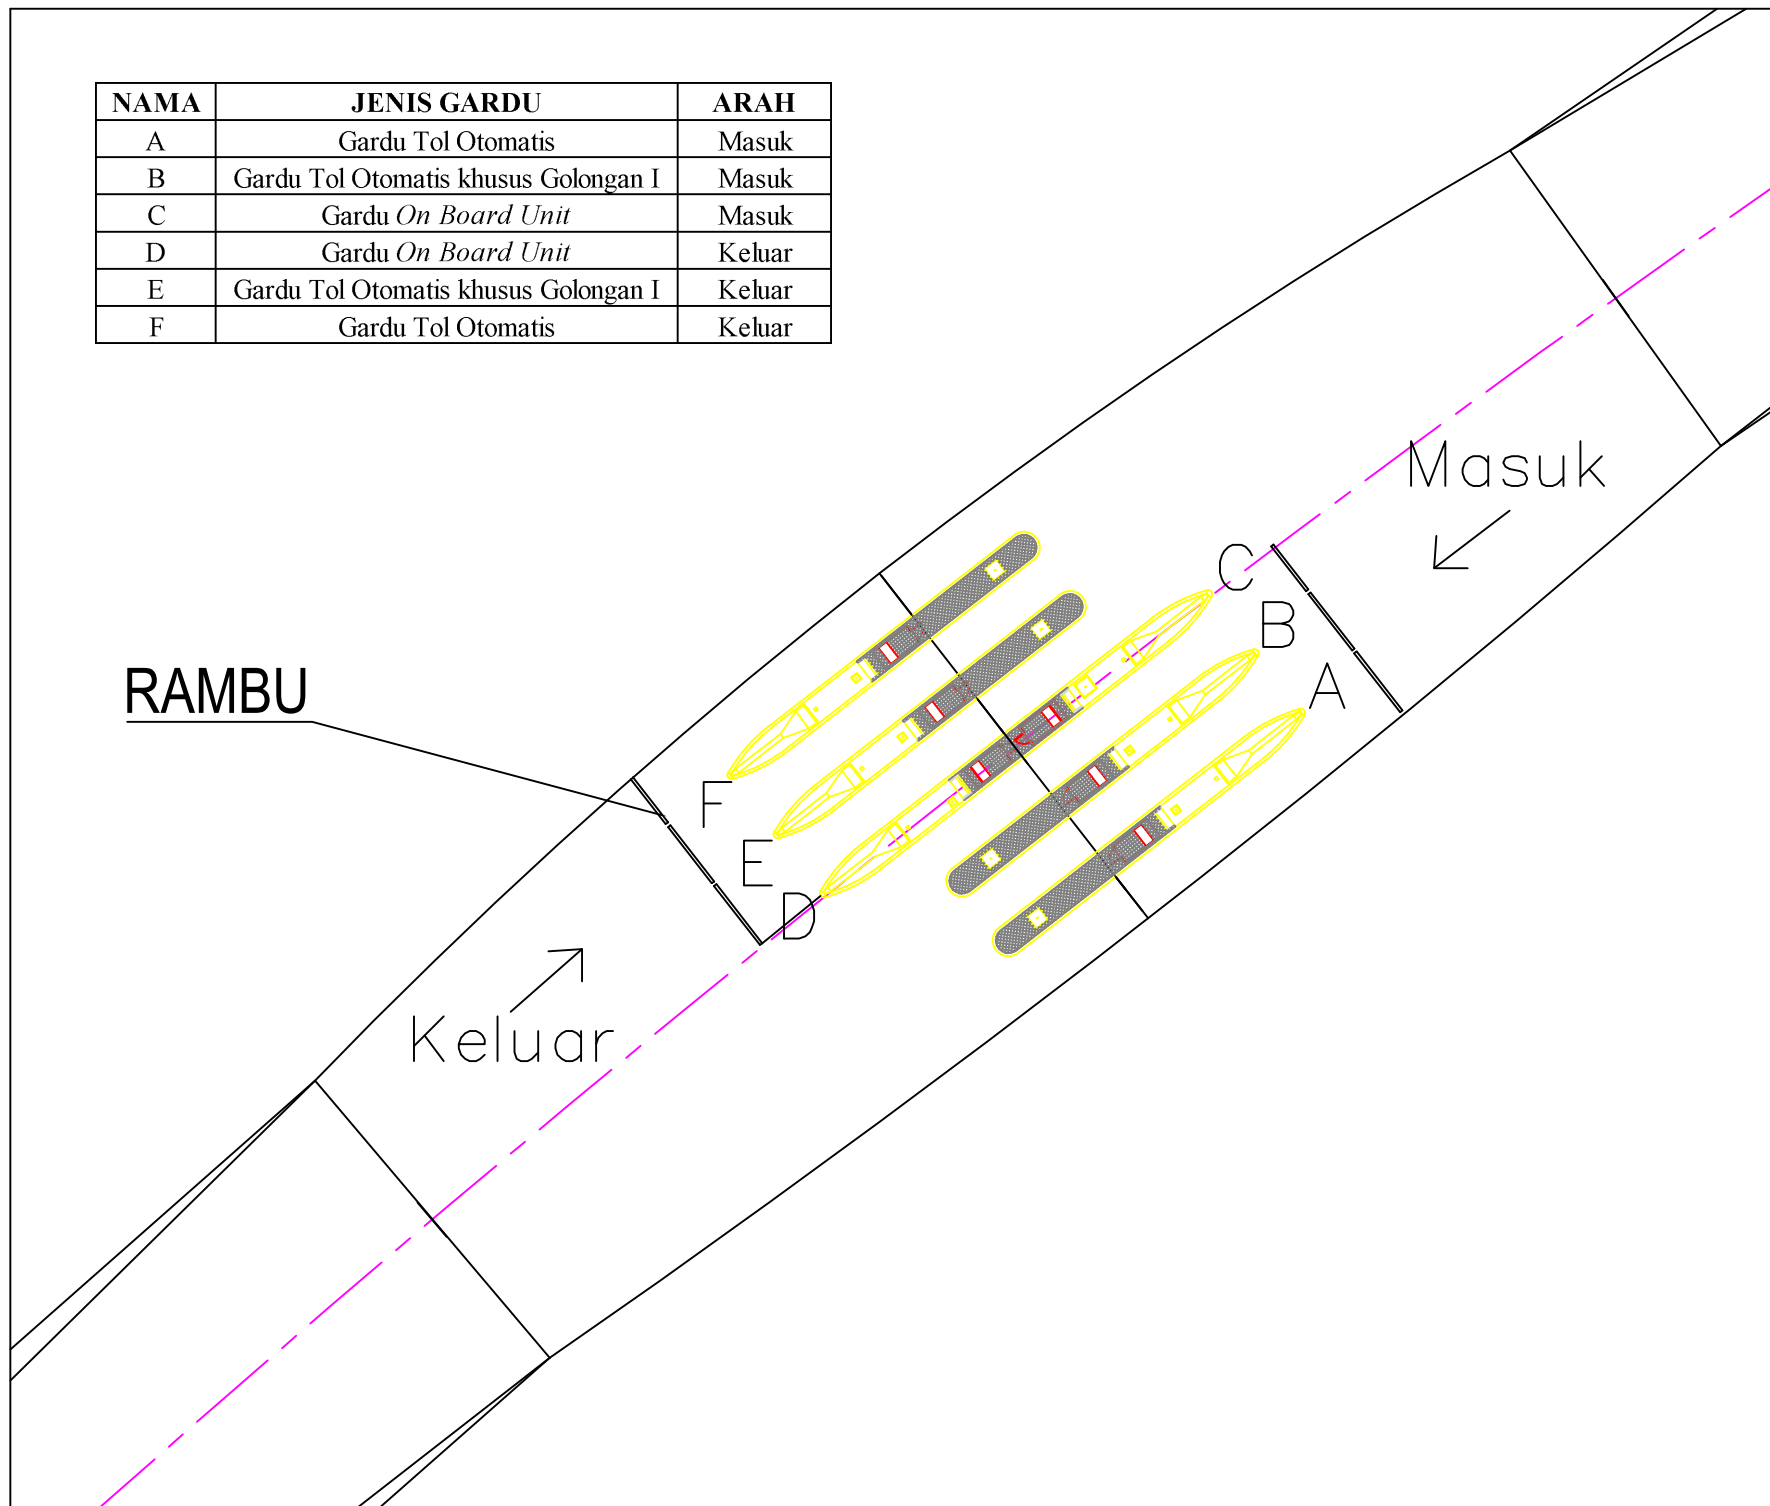 NAMA JENIS GARDU ARAH
A Gardu Tol Otomatis Masuk
B Gardu Tol Otomatis khusus Golongan I Masuk
C Gardu On Board Unit Masuk
D Gardu On Board Unit Keluar
E Gardu Tol Otomatis khusus Golongan I Keluar
F Gardu Tol Otomatis Keluar
Masuk
C
B
A
RAMBU
F
E
D
Keluar